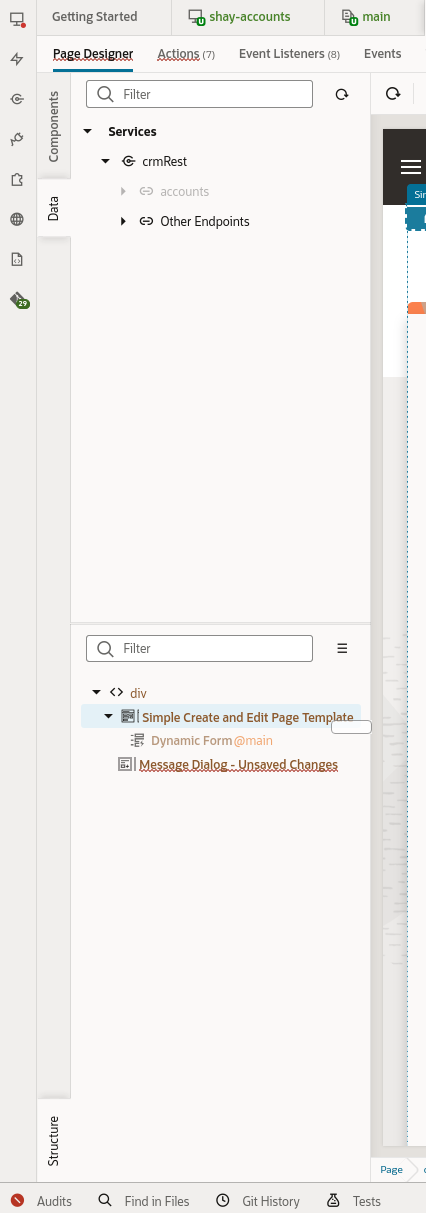 Getting Started
shay-accounts
main
Page Designer
Actions (7)
Event Listeners (8)
Events
Components
Data
Filter
Services
crmRest
accounts
Other Endpoints
29
Filter
div
Simple Create and Edit Page Template
Dynamic Form@main
Message Dialog - Unsaved Changes
Structure
Page
Audits
Find in Files
Git History
Tests